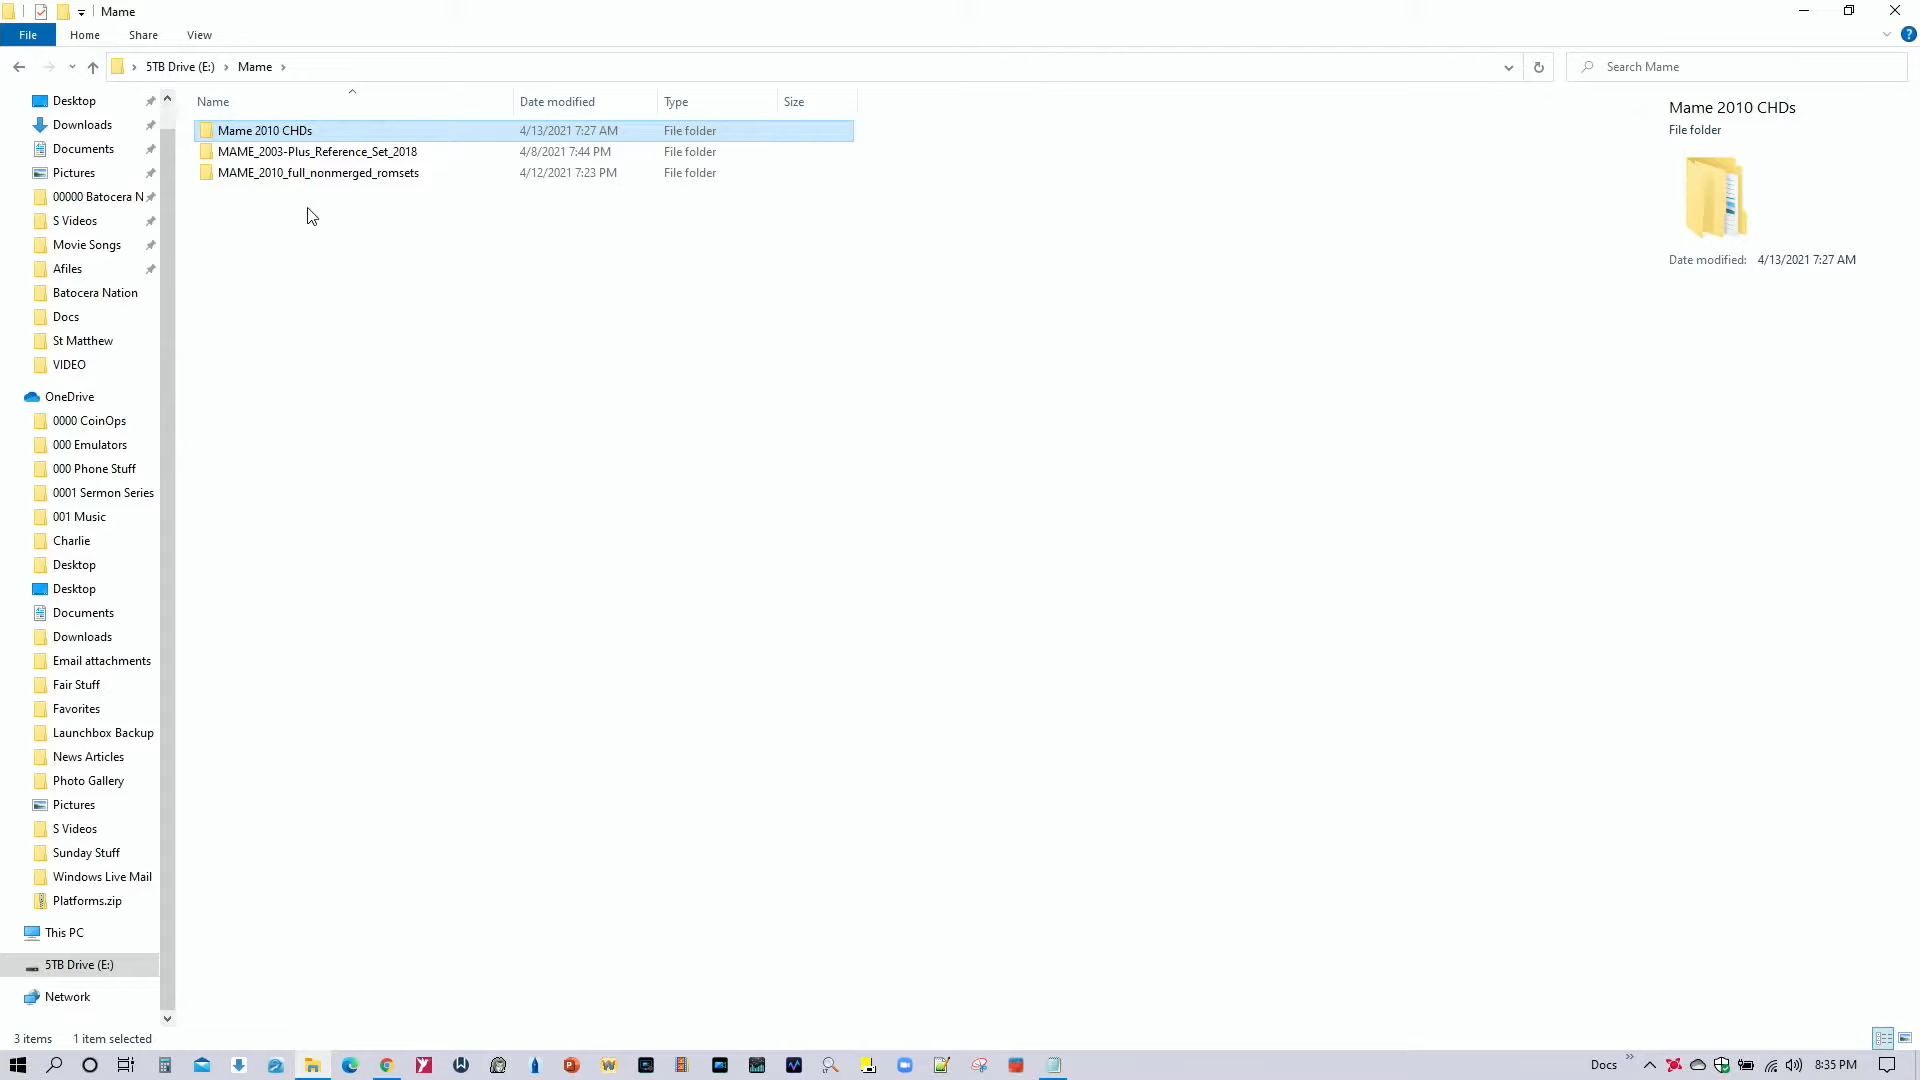 Mame
File Home Share View
5TB Drive (E:) Mame Search Mame
Name Date modified Type Size
Mame 2010 CHDs 4/13/2021 7:27 AM File folder
MAME_2003-Plus_Reference_Set_2018 4/8/2021 7:44 PM File folder
MAME_2010_full_nonmerged_romsets 4/12/2021 7:23 PM File folder
Desktop
Downloads
Documents
Pictures
00000 Batocera N
S Videos
Movie Songs
Afiles
Batocera Nation
Docs
St Matthew
VIDEO
OneDrive
0000 CoinOps
000 Emulators
000 Phone Stuff
0001 Sermon Series
001 Music
Charlie
Desktop
Desktop
Documents
Downloads
Email attachments
Fair Stuff
Favorites
Launchbox Backup
News Articles
Photo Gallery
Pictures
S Videos
Sunday Stuff
Windows Live Mail
Platforms.zip
This PC
5TB Drive (E:)
Network
Mame 2010 CHDs
File folder
Date modified: 4/13/2021 7:27 AM
3 items 1 item selected
Docs 8:35 PM